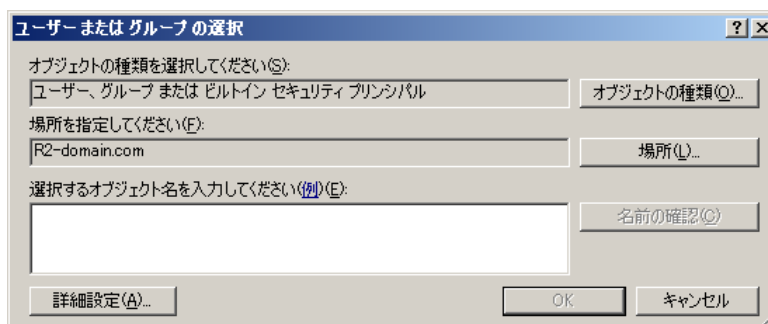 ユーザー または グループ の選択
オブジェクトの種類を選択してください(S):
ユーザー、グループ または ビルトイン セキュリティ プリンシパル
オブジェクトの種類(O)...
場所を指定してください(F):
R2-domain.com
場所(L)...
選択するオブジェクト名を入力してください(例)(E):
名前の確認(C)
詳細設定(A)...
OK
キャンセル